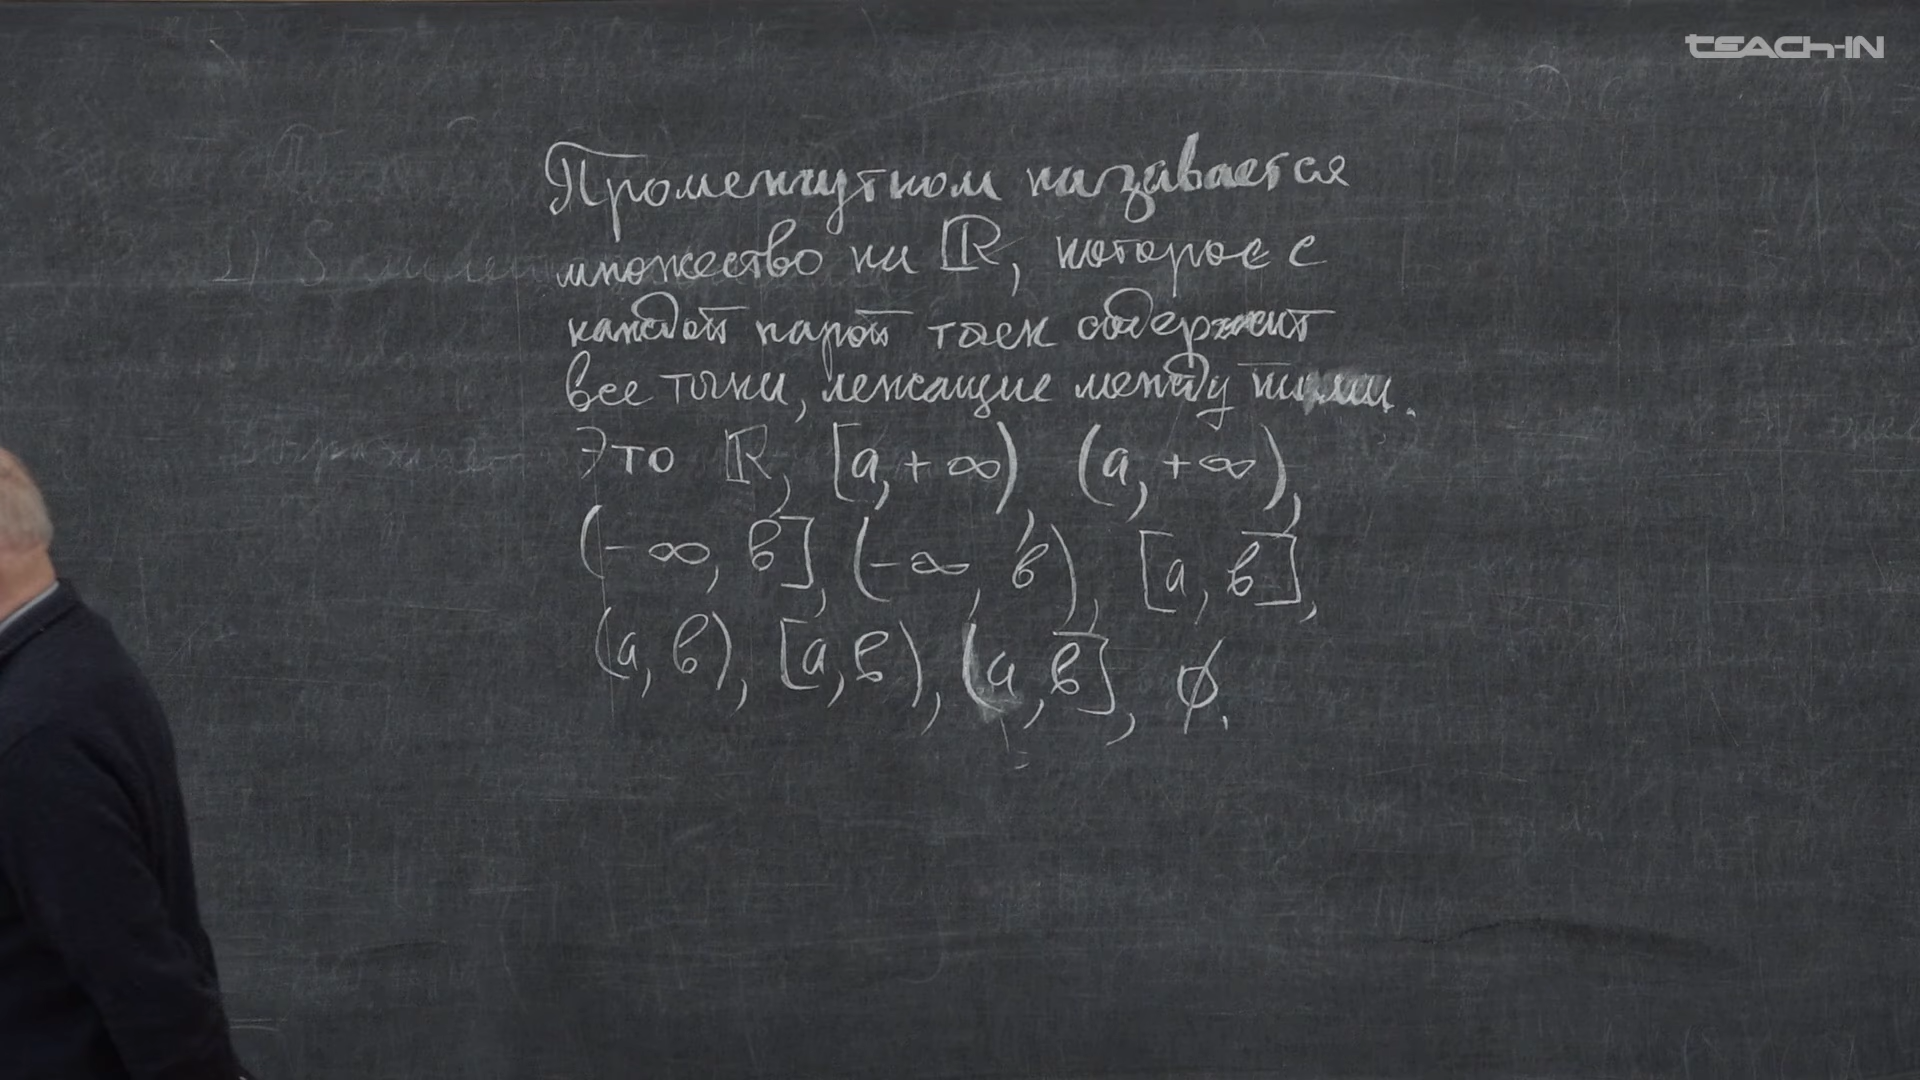 TEACH-IN
Промежутком называется
множество на ℝ, которое с
каждой парой точек содержит
все точки, лежащие между ними.
Это ℝ, [a, +∞), (a, +∞),
(-∞, b], (-∞, b), [a, b],
(a, b), [a, b), (a, b], ∅.